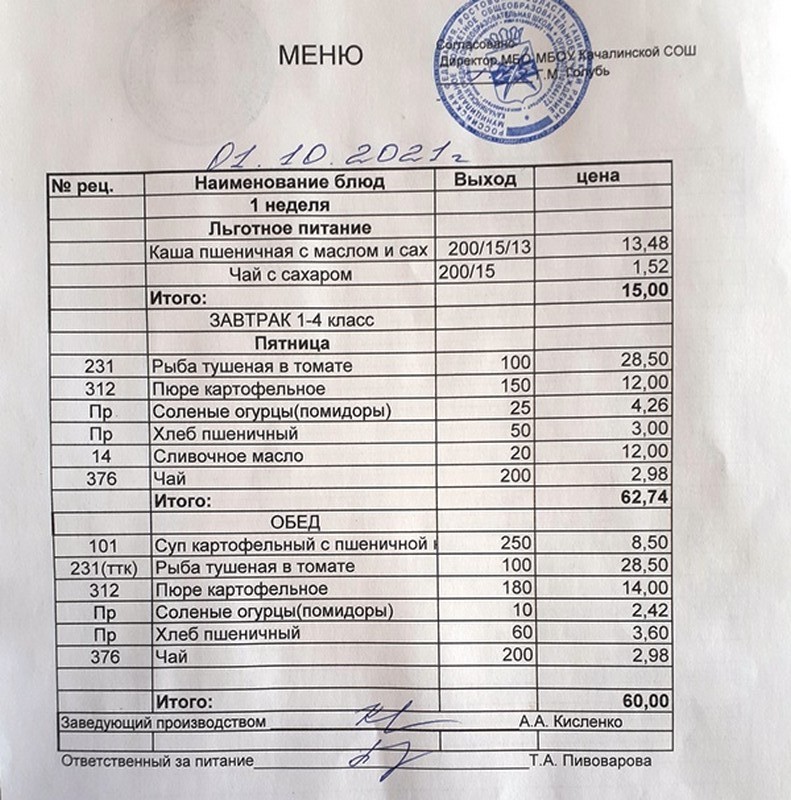 МЕНЮ
Согласовано
Директор МБО МБОУ Качалинской СОШ
Г.М. Голубь
01.10.2021г
№ рец. Наименование блюд Выход цена
1 неделя
Льготное питание
Каша пшеничная с маслом и сах 200/15/13 13,48
Чай с сахаром 200/15 1,52
Итого: 15,00
ЗАВТРАК 1-4 класс
Пятница
231 Рыба тушеная в томате 100 28,50
312 Пюре картофельное 150 12,00
Пр Соленые огурцы(помидоры) 25 4,26
Пр Хлеб пшеничный 50 3,00
14 Сливочное масло 20 12,00
376 Чай 200 2,98
Итого: 62,74
ОБЕД
101 Суп картофельный с пшеничной 250 8,50
231(ттк) Рыба тушеная в томате 100 28,50
312 Пюре картофельное 180 14,00
Пр Соленые огурцы(помидоры) 10 2,42
Пр Хлеб пшеничный 60 3,60
376 Чай 200 2,98
Итого: 60,00
Заведующий производством А.А. Кисленко
Ответственный за питание Т.А. Пивоварова